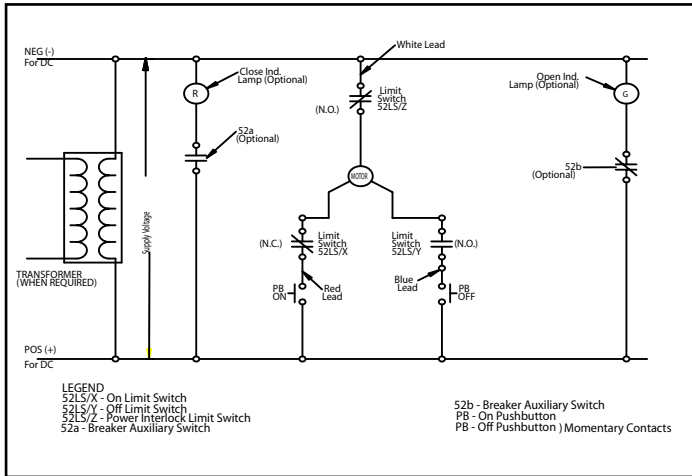 NEG (-)
For DC
White Lead
Close Ind.
Lamp (Optional)
R
52a
(Optional)
Limit
Switch
52LS/Z
(N.O.)
Open Ind.
Lamp (Optional)
G
52b
(Optional)
MOTOR
Supply Voltage
TRANSFORMER
(WHEN REQUIRED)
(N.C.)
Limit
Switch
52LS/X
Limit
Switch
52LS/Y
(N.O.)
Red
Lead
Blue
Lead
PB
ON
PB
OFF
POS (+)
For DC
LEGEND
52LS/X - On Limit Switch
52LS/Y - Off Limit Switch
52LS/Z - Power Interlock Limit Switch
52a - Breaker Auxiliary Switch
52b - Breaker Auxiliary Switch
PB - On Pushbutton
PB - Off Pushbutton ) Momentary Contacts